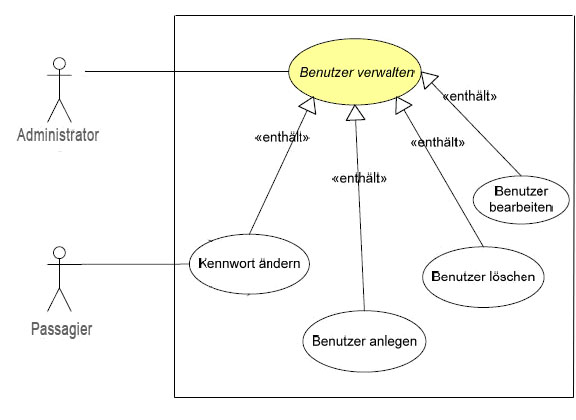 Benutzer verwalten
Administrator
«enthält»
«enthält»
«enthält»
«enthält»
Benutzer
bearbeiten
Kennwort ändern
Benutzer löschen
Passagier
Benutzer anlegen